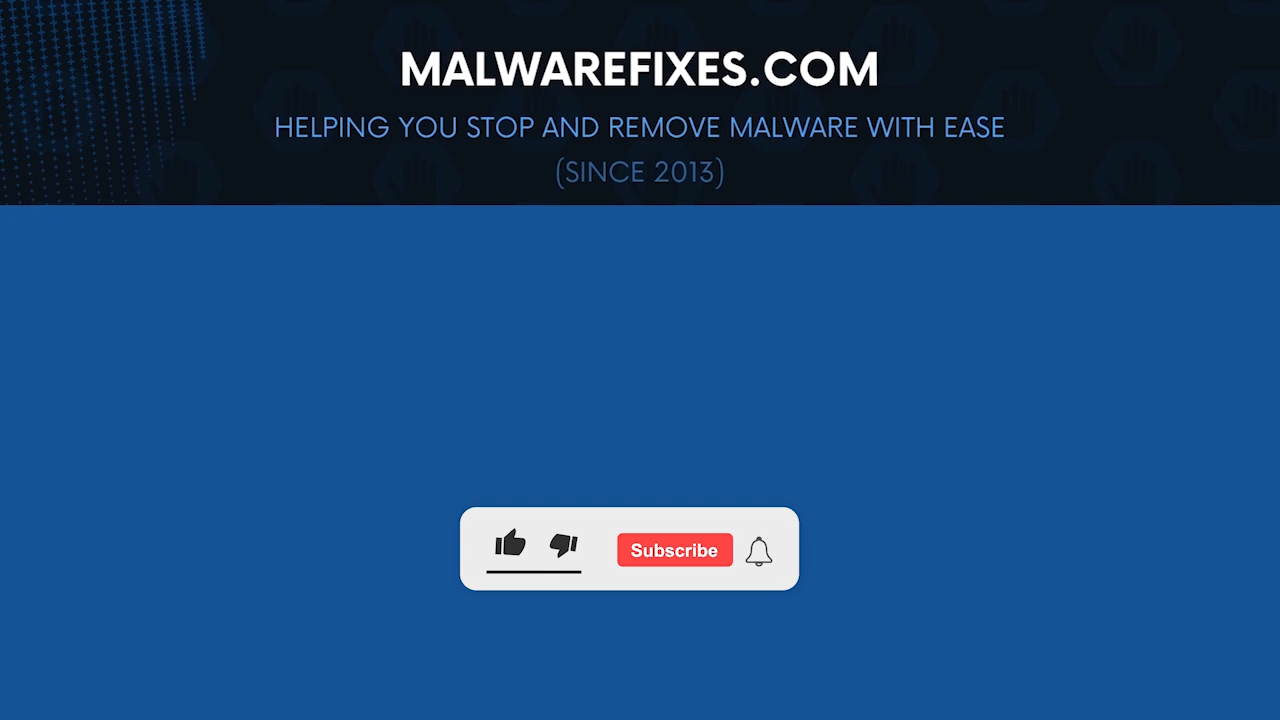 MALWAREFIXES.COM
HELPING YOU STOP AND REMOVE MALWARE WITH EASE
(SINCE 2013)
Subscribe